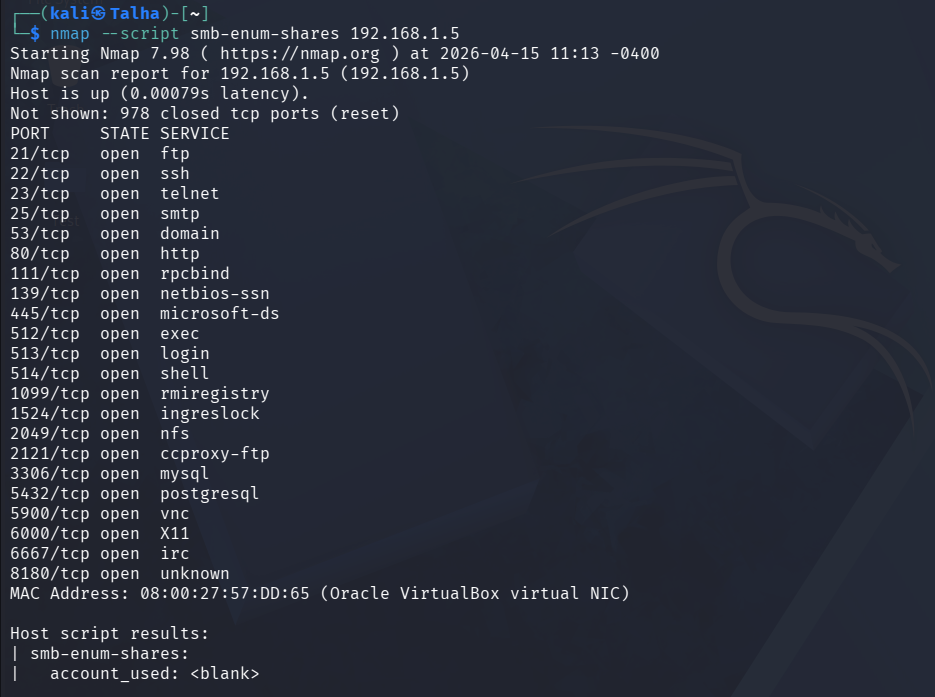 ┌──(kali㉿Talha)-[~]
└─$ nmap --script smb-enum-shares 192.168.1.5
Starting Nmap 7.98 ( https://nmap.org ) at 2026-04-15 11:13 -0400
Nmap scan report for 192.168.1.5 (192.168.1.5)
Host is up (0.00079s latency).
Not shown: 978 closed tcp ports (reset)
PORT     STATE SERVICE
21/tcp   open  ftp
22/tcp   open  ssh
23/tcp   open  telnet
25/tcp   open  smtp
53/tcp   open  domain
80/tcp   open  http
111/tcp  open  rpcbind
139/tcp  open  netbios-ssn
445/tcp  open  microsoft-ds
512/tcp  open  exec
513/tcp  open  login
514/tcp  open  shell
1099/tcp open  rmiregistry
1524/tcp open  ingreslock
2049/tcp open  nfs
2121/tcp open  ccproxy-ftp
3306/tcp open  mysql
5432/tcp open  postgresql
5900/tcp open  vnc
6000/tcp open  X11
6667/tcp open  irc
8180/tcp open  unknown
MAC Address: 08:00:27:57:DD:65 (Oracle VirtualBox virtual NIC)
Host script results:
| smb-enum-shares:
|   account_used: <blank>